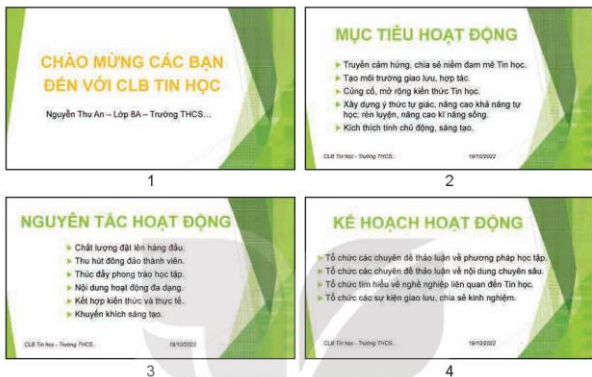 CHÀO MỪNG CÁC BẠN
ĐẾN VỚI CLB TIN HỌC
Nguyễn Thu An – Lớp 8A – Trường THCS...
1
MỤC TIÊU HOẠT ĐỘNG
Truyền cảm hứng, chia sẻ niềm đam mê Tin học.
Tạo môi trường giao lưu, hợp tác.
Củng cố, mở rộng kiến thức Tin học.
Xây dựng ý thức tự giác, nâng cao khả năng tự
học; rèn luyện, nâng cao kĩ năng sống.
Kích thích tính chủ động, sáng tạo.
CLB Tin học - Trường THCS..
19/10/2022
2
NGUYÊN TẮC HOẠT ĐỘNG
Chất lượng đặt lên hàng đầu.
Thu hút đông đảo thành viên.
Thúc đẩy phong trào học tập.
Nội dung hoạt động đa dạng.
Kết hợp kiến thức và thực tế.
Khuyến khích sáng tạo.
CLB Tin học - Trường THCS..
19/10/2022
3
KẾ HOẠCH HOẠT ĐỘNG
Tổ chức các chuyên đề thảo luận về phương pháp học tập.
Tổ chức các chuyên đề thảo luận về nội dung chuyên sâu.
Tổ chức tìm hiểu về nghề nghiệp liên quan đến Tin học.
Tổ chức các sự kiện giao lưu, chia sẻ kinh nghiệm.
CLB Tin học - Trường THCS..
19/10/2022
4